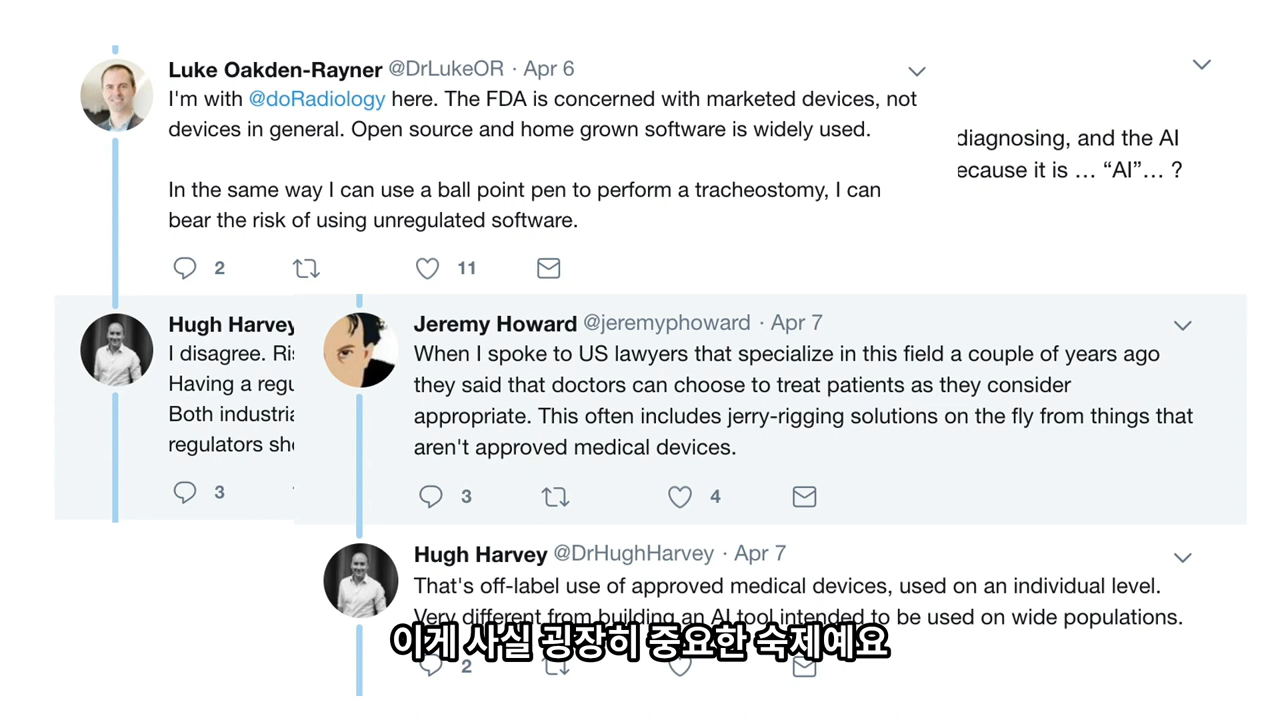 Luke Oakden-Rayner @DrLukeOR · Apr 6
I'm with @doRadiology here. The FDA is concerned with marketed devices, not
devices in general. Open source and home grown software is widely used.
In the same way I can use a ball point pen to perform a tracheostomy, I can
bear the risk of using unregulated software.
2 11
diagnosing, and the AI
ecause it is … “AI”… ?
Hugh Harvey
I disagree.
Having a
Both
regulators
3
Jeremy Howard @jeremyphoward · Apr 7
When I spoke to US lawyers that specialize in this field a couple of years ago
they said that doctors can choose to treat patients as they consider
appropriate. This often includes jerry-rigging solutions on the fly from things that
aren't approved medical devices.
3 4
Hugh Harvey @DrHughHarvey · Apr 7
That's off-label use of approved medical devices, used on an individual level.
Very different from building an AI tool intended to be used on wide populations.
이게 사실 굉장히 중요한 숙제예요
2